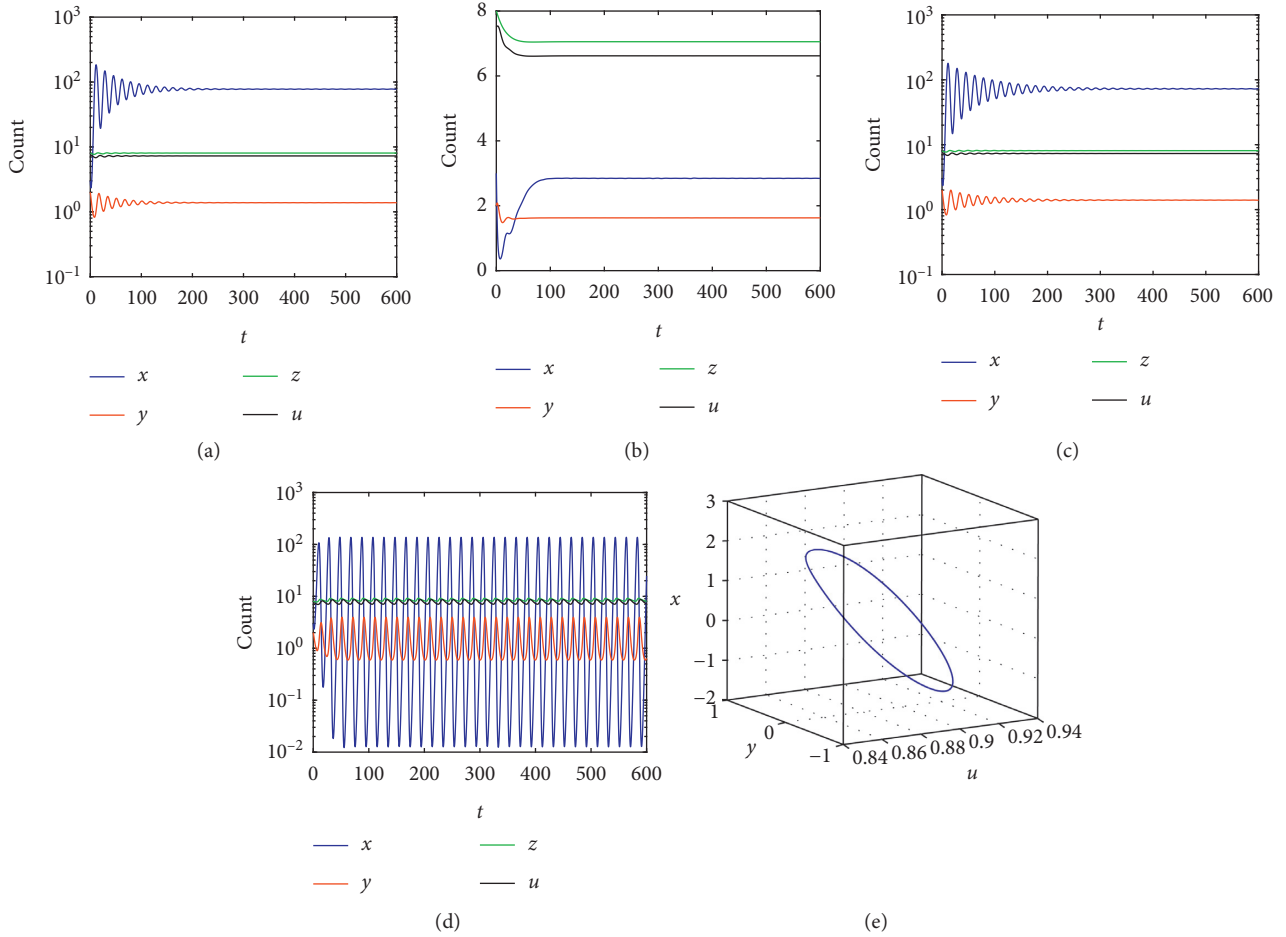 10³
10²
10¹
10⁰
10⁻¹
Count
0 100 200 300 400 500 600
t
x z
y u
(a)
8
6
4
2
0
Count
0 100 200 300 400 500 600
t
x z
y u
(b)
10³
10²
10¹
10⁰
10⁻¹
Count
0 100 200 300 400 500 600
t
x z
y u
(c)
10³
10²
10¹
10⁰
10⁻¹
10⁻²
Count
0 100 200 300 400 500 600
t
x z
y u
(d)
3
2
1
0
−1
−2
x
1
0
−1
y
0.84 0.86 0.88 0.9 0.92 0.94
u
(e)